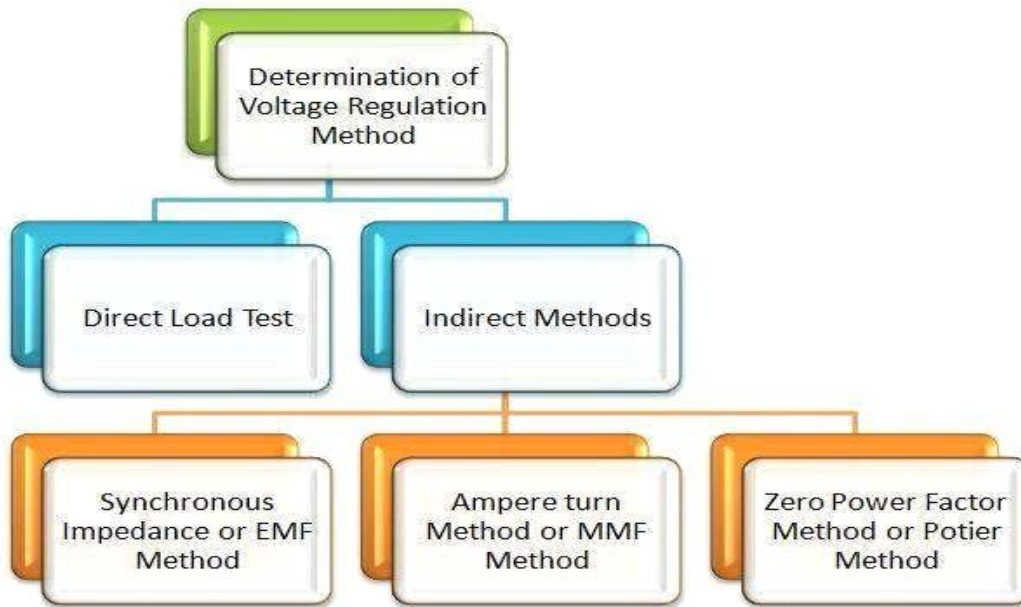 Determination of
Voltage Regulation
Method
Direct Load Test
Indirect Methods
Synchronous
Impedance or EMF
Method
Ampere turn
Method or MMF
Method
Zero Power Factor
Method or Potier
Method